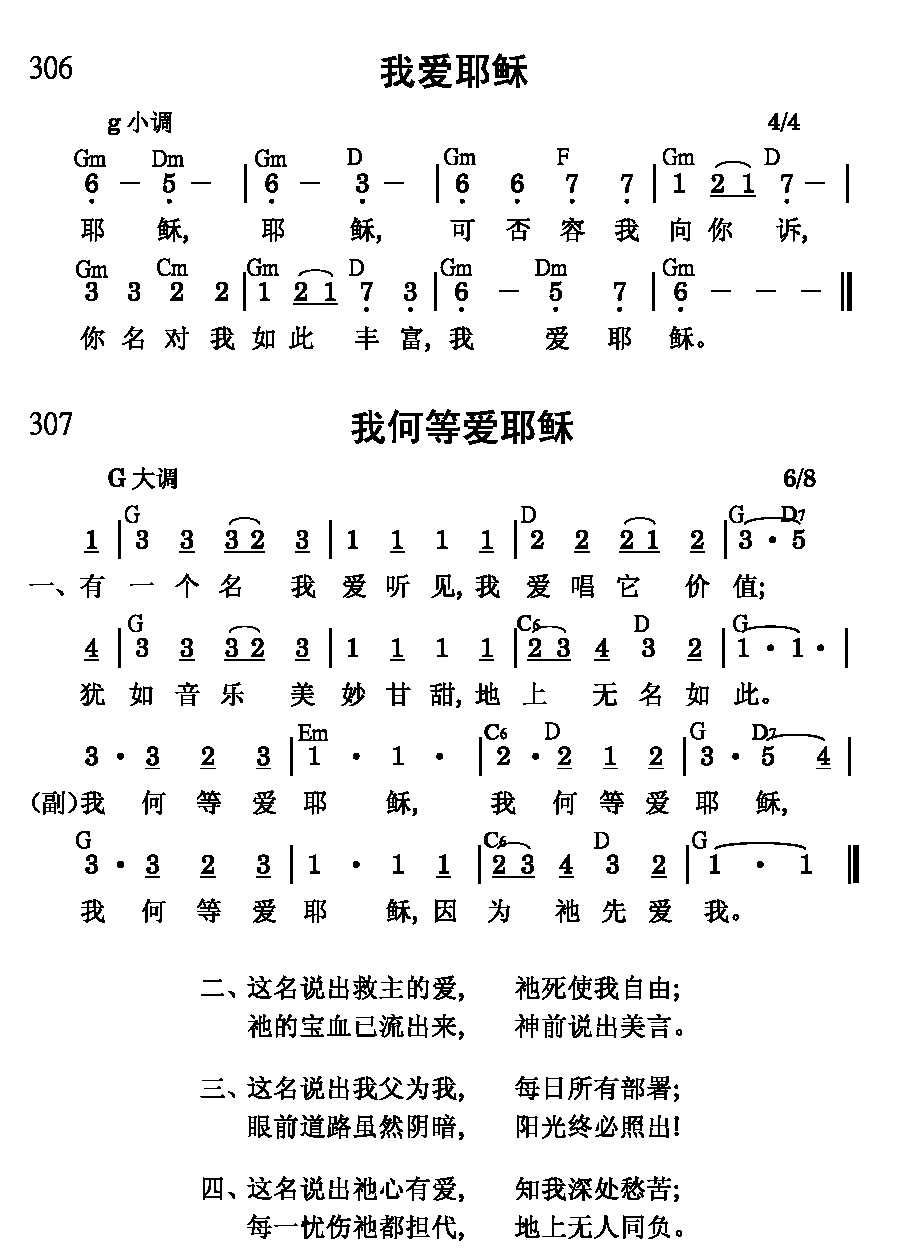 306 我爱耶稣
g 小调 4/4
Gm Dm Gm D Gm F Gm D
6 — 5 — | 6 — 3 — | 6 6 7 7 | 1 2 1 7 — |
耶 稣, 耶 稣, 可 否 容 我 向 你 诉,
Gm Cm Gm D Gm Dm Gm
3 3 2 2 | 1 2 1 7 3 | 6 — 5 7 | 6 — — — ‖
你 名 对 我 如 此 丰 富, 我 爱 耶 稣。
307 我何等爱耶稣
G 大调 6/8
G D G D7
1 | 3 3 3 2 3 | 1 1 1 1 | 2 2 2 1 2 | 3 · 5
一、有 一 个 名 我 爱 听 见, 我 爱 唱 它 价 值;
G C6 D G
4 | 3 3 3 2 3 | 1 1 1 1 | 2 3 4 3 2 | 1 · 1 · |
犹 如 音 乐 美 妙 甘 甜, 地 上 无 名 如 此。
Em C6 D G D7
3 · 3 2 3 | 1 · 1 · | 2 · 2 1 2 | 3 · 5 4 |
(副)我 何 等 爱 耶 稣, 我 何 等 爱 耶 稣,
G C6 D G
3 · 3 2 3 | 1 · 1 1 | 2 3 4 3 2 | 1 · 1 ‖
我 何 等 爱 耶 稣, 因 为 祂 先 爱 我。
二、这名说出救主的爱, 祂死使我自由;
祂的宝血已流出来, 神前说出美言。
三、这名说出我父为我, 每日所有部署;
眼前道路虽然阴暗, 阳光终必照出!
四、这名说出祂心有爱, 知我深处愁苦;
每一忧伤祂都担代, 地上无人同负。